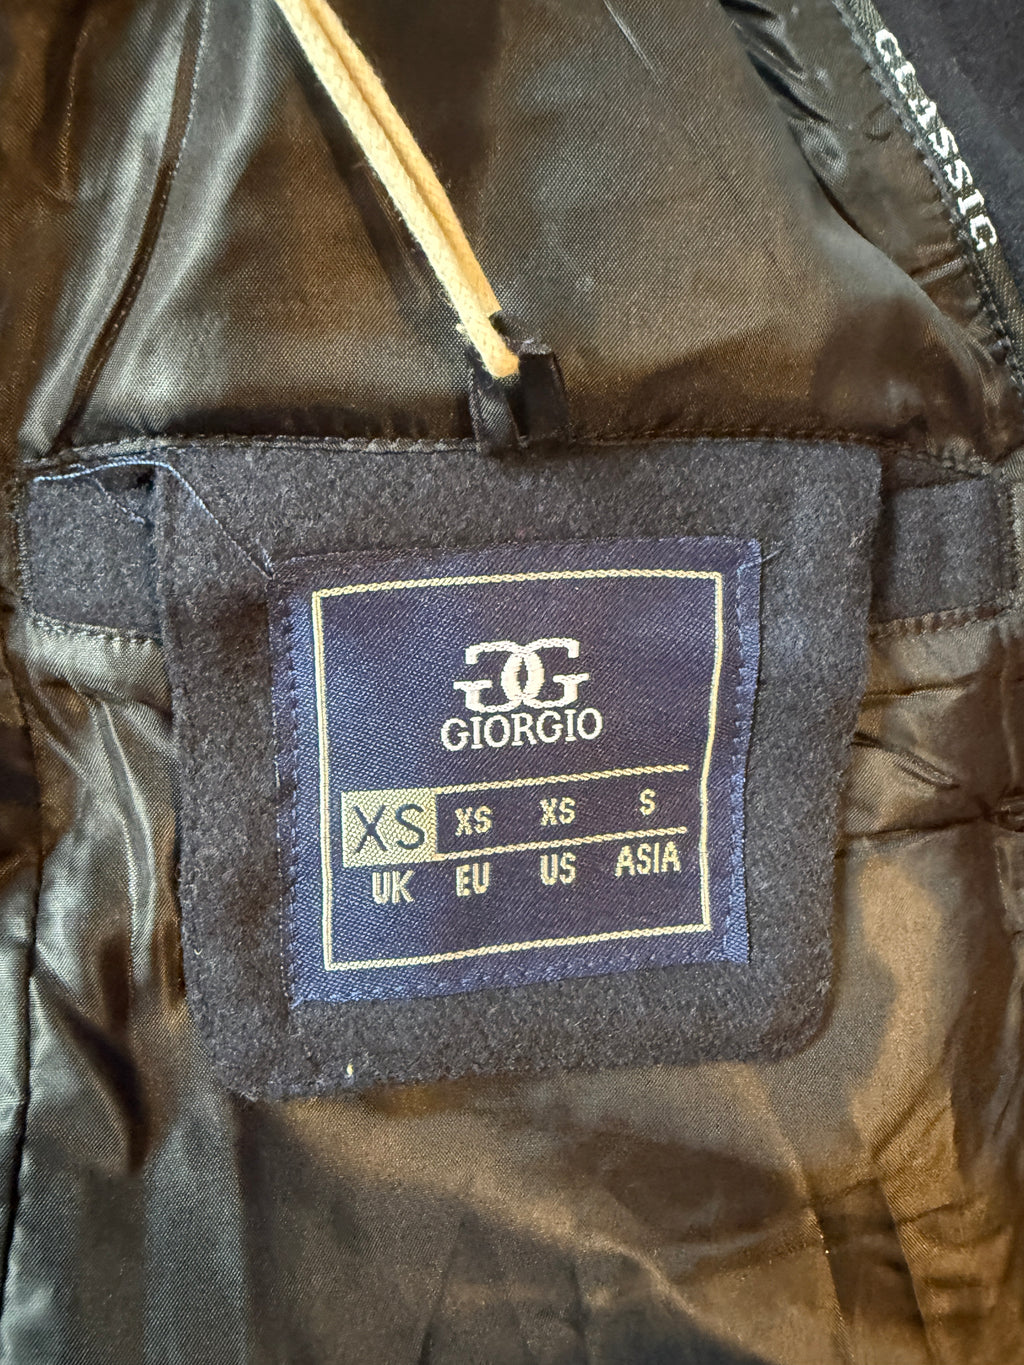 CLASSIC
GG
GIORGIO
XS XS XS S
UK EU US ASIA